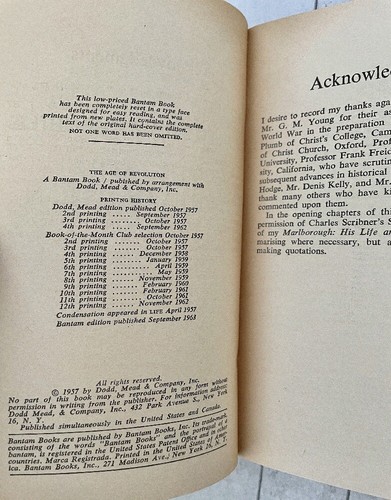 This low-priced Bantam Book
has been completely reset in a type face
designed for easy reading, and was
printed from new plates. It contains the complete
text of the original hard-cover edition.
NOT ONE WORD HAS BEEN OMITTED.
THE AGE OF REVOLUTION
A Bantam Book / published by arrangement with
Dodd, Mead & Company, Inc.
PRINTING HISTORY
Dodd, Mead edition published October 1957
2nd printing ...... September 1957
3rd printing ...... October 1957
4th printing ...... September 1962
Book-of-the-Month Club selection October 1957
2nd printing ...... October 1957
3rd printing ...... October 1957
4th printing ...... December 1958
5th printing ...... January 1959
6th printing ...... April 1959
7th printing ...... May 1959
8th printing ...... November 1959
9th printing ...... February 1960
10th printing ...... February 1961
11th printing ...... October 1961
12th printing ...... November 1962
Condensation appeared in LIFE April 1957
Bantam edition published September 1963
All rights reserved.
© 1957 by Dodd, Mead & Company, Inc.
No part of this book may be reproduced in any form without
permission in writing from the publisher. For information address:
Dodd, Mead & Company, Inc., 432 Park Avenue S., New York
16, N. Y.
Published simultaneously in the United States and Canada.
Bantam Books are published by Bantam Books, Inc. Its trade-mark,
consisting of the words "Bantam Books" and the portrayal of a
bantam, is registered in the United States Patent Office and in other
countries. Marca Registrada. Printed in the United States of Amer-
ica. Bantam Books, Inc., 271 Madison Ave., New York 16, N. Y.
Acknowle
I desire to record my thanks again
Mr. G. M. Young for their as
World War in the preparation
Plumb of Christ's College, Cam
of Christ Church, Oxford, Prof
University, Professor Frank Freid
sity, California, who have scrutin
subsequent advances in historical
Hodge, Mr. Denis Kelly, and Mr.
thank many others who have ki
commented upon them.
In the opening chapters of this
permission of Charles Scribner's S
of my Marlborough: His Life an
marising where necessary, but a
making quotations.